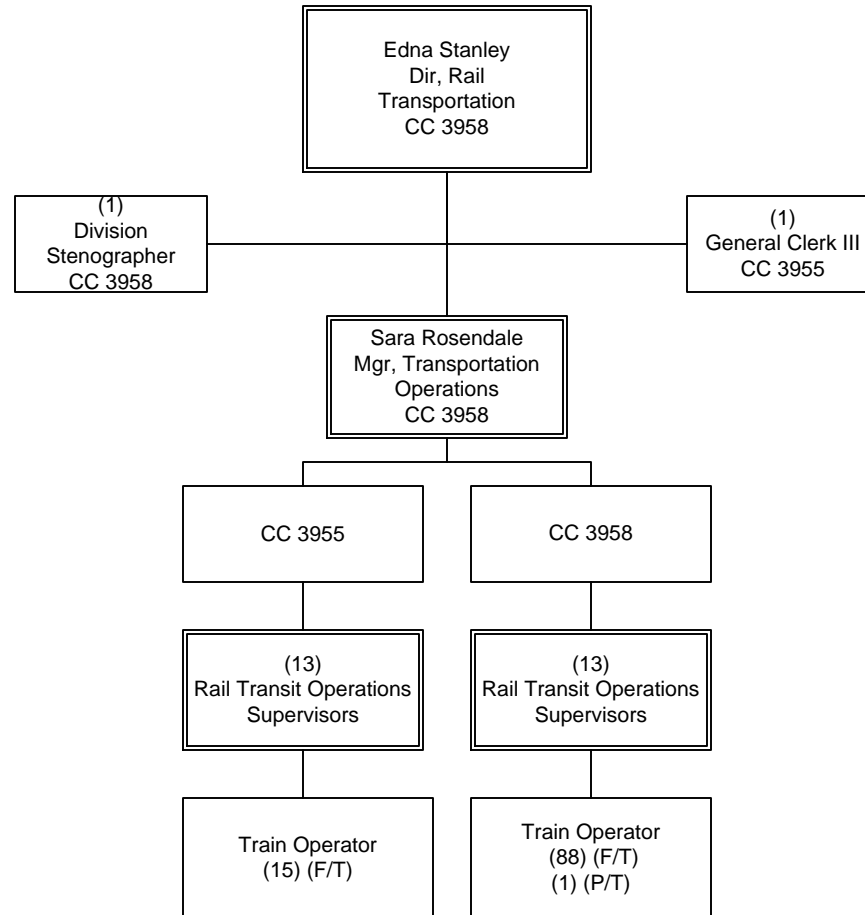 Edna Stanley
Dir, Rail
Transportation
CC 3958
(1)
Division
Stenographer
CC 3958
(1)
General Clerk III
CC 3955
Sara Rosendale
Mgr, Transportation
Operations
CC 3958
CC 3955
CC 3958
(13)
Rail Transit Operations
Supervisors
(13)
Rail Transit Operations
Supervisors
Train Operator
(15) (F/T)
Train Operator
(88) (F/T)
(1) (P/T)